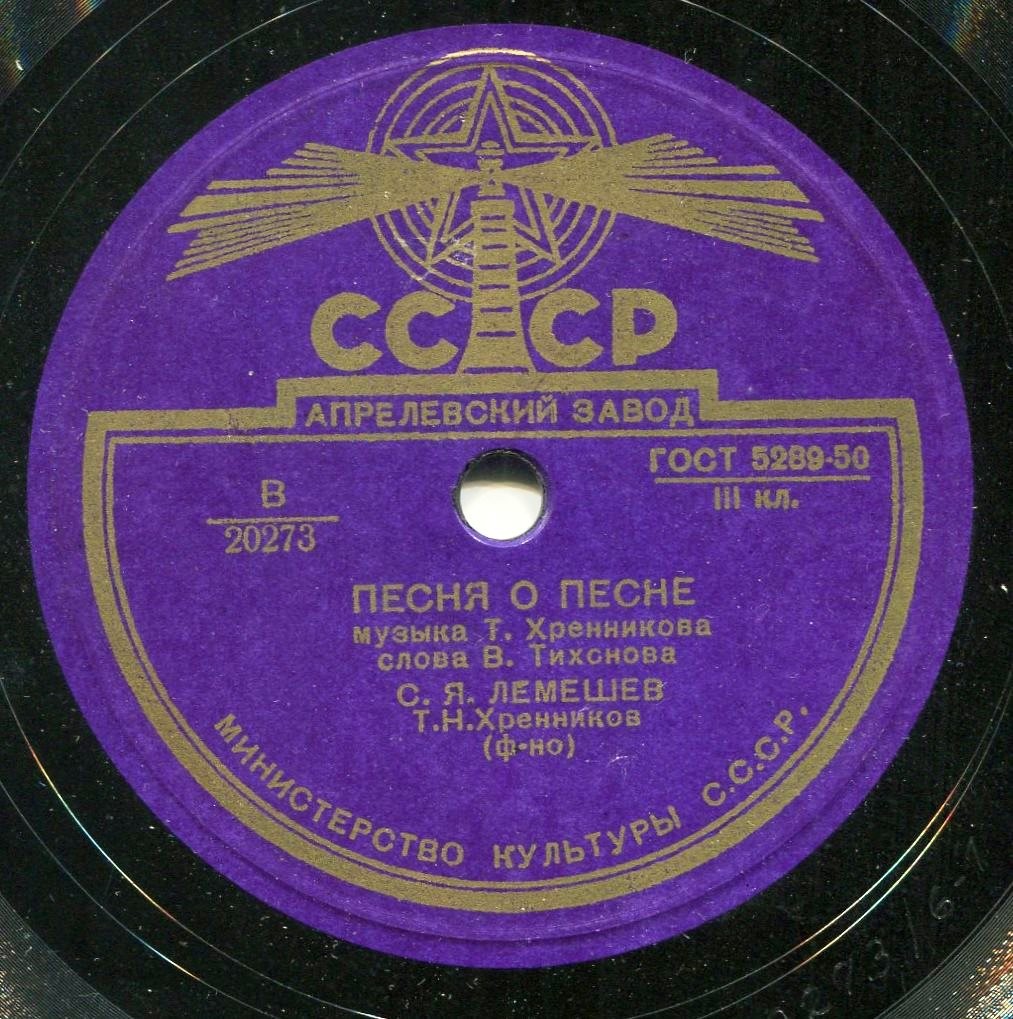 СССР
АПРЕЛЕВСКИЙ ЗАВОД
ГОСТ 5289-50
III кл.
В
20273
ПЕСНЯ О ПЕСНЕ
музыка Т. Хренникова
слова В. Тихонова
С. Я. ЛЕМЕШЕВ
Т.Н.Хренников
(ф-но)
МИНИСТЕРСТВО КУЛЬТУРЫ С.С.С.Р.